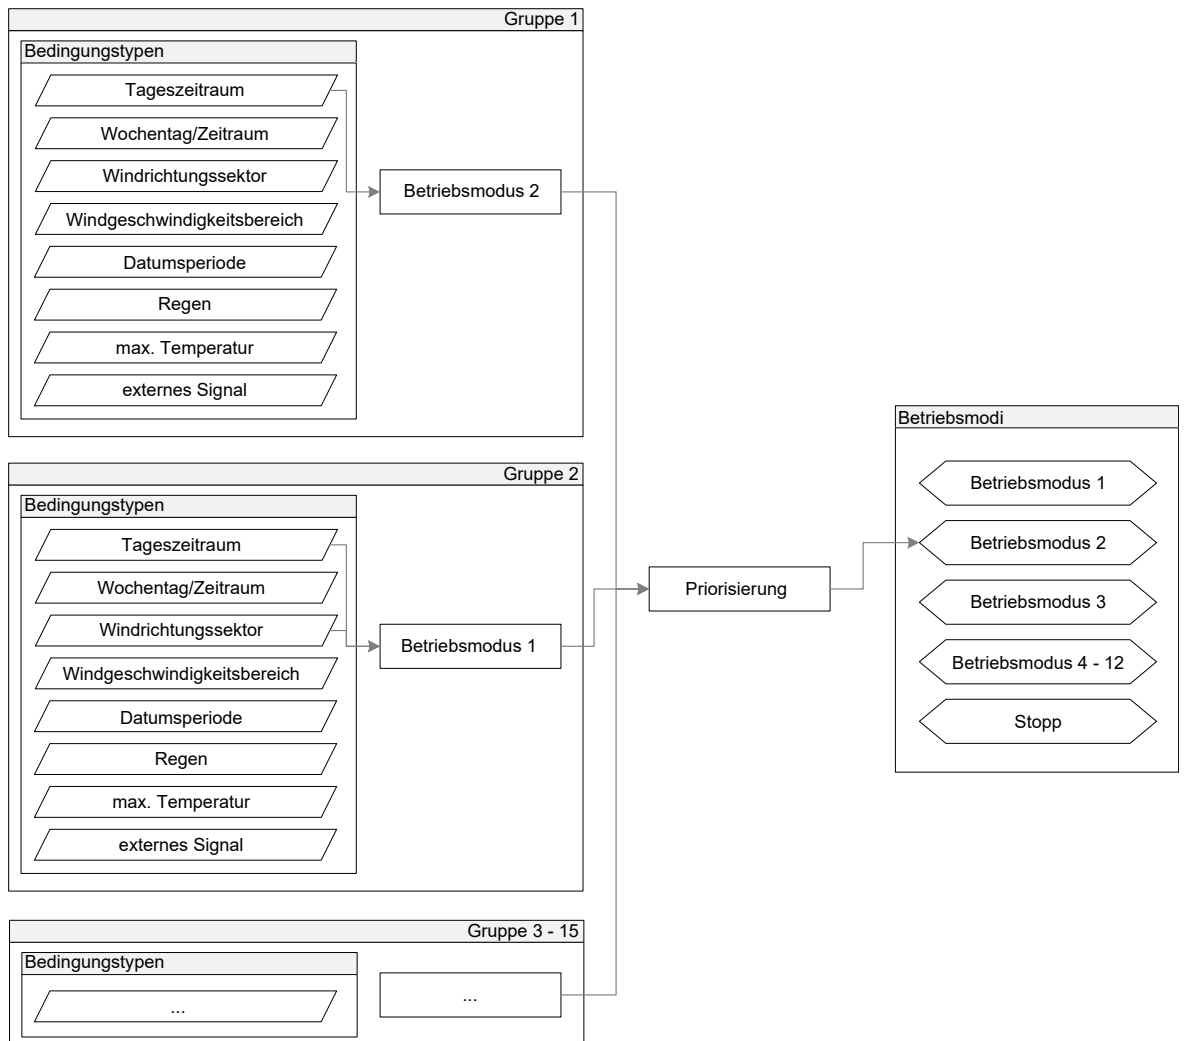 Gruppe 1
Bedingungstypen
Tageszeitraum
Wochentag/Zeitraum
Windrichtungssektor
Windgeschwindigkeitsbereich
Datumsperiode
Regen
max. Temperatur
externes Signal
Betriebsmodus 2
Gruppe 2
Bedingungstypen
Tageszeitraum
Wochentag/Zeitraum
Windrichtungssektor
Windgeschwindigkeitsbereich
Datumsperiode
Regen
max. Temperatur
externes Signal
Betriebsmodus 1
Gruppe 3 - 15
Bedingungstypen
...
...
Priorisierung
Betriebsmodi
Betriebsmodus 1
Betriebsmodus 2
Betriebsmodus 3
Betriebsmodus 4 - 12
Stopp